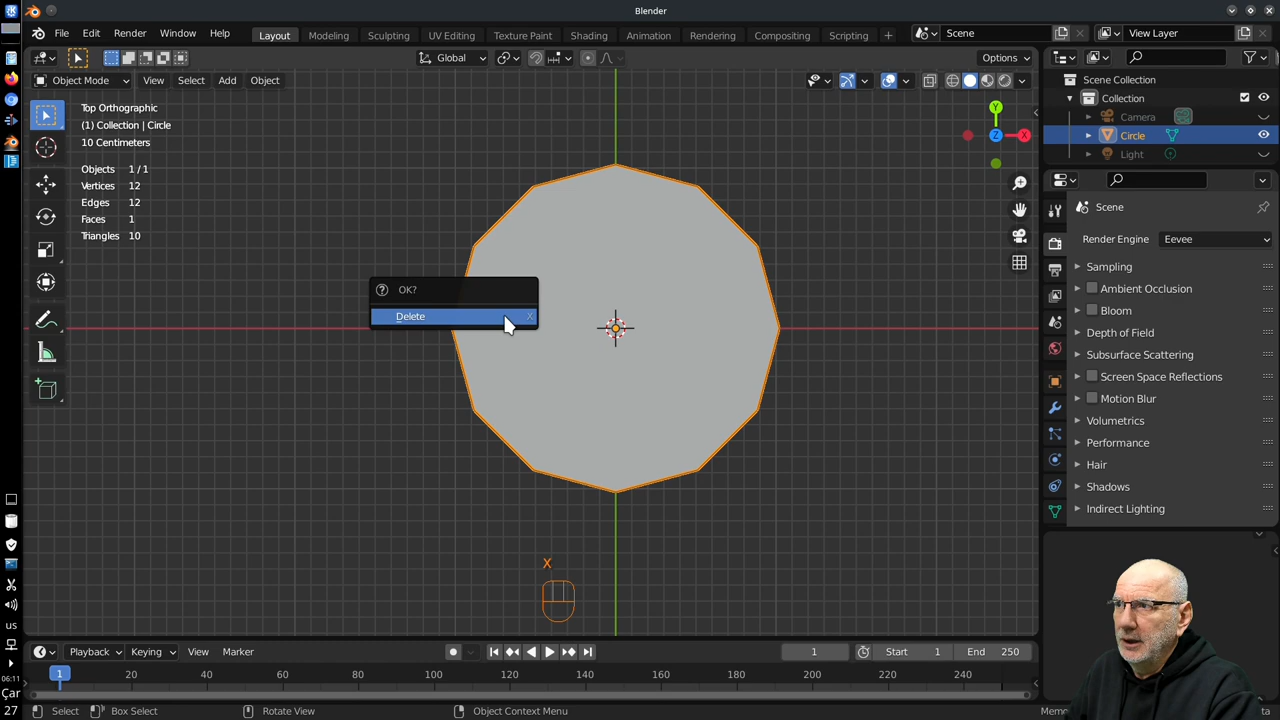 Blender
File Edit Render Window Help
Layout Modeling Sculpting UV Editing Texture Paint Shading Animation Rendering Compositing Scripting +
Scene
View Layer
Global
Options
Object Mode View Select Add Object
Top Orthographic
(1) Collection | Circle
10 Centimeters
Objects 1/1
Vertices 12
Edges 12
Faces 1
Triangles 10
Y
Z
X
OK?
Delete X
X
Scene Collection
Collection
Camera
Circle
Light
Scene
Render Engine Eevee
Sampling
Ambient Occlusion
Bloom
Depth of Field
Subsurface Scattering
Screen Space Reflections
Motion Blur
Volumetrics
Performance
Hair
Shadows
Indirect Lighting
us
06:11
Çar
27
Playback Keying View Marker
1
Start 1
End 250
1 20 40 60 80 100 120 140 160 180 200 220 240
Select Box Select Rotate View Object Context Menu